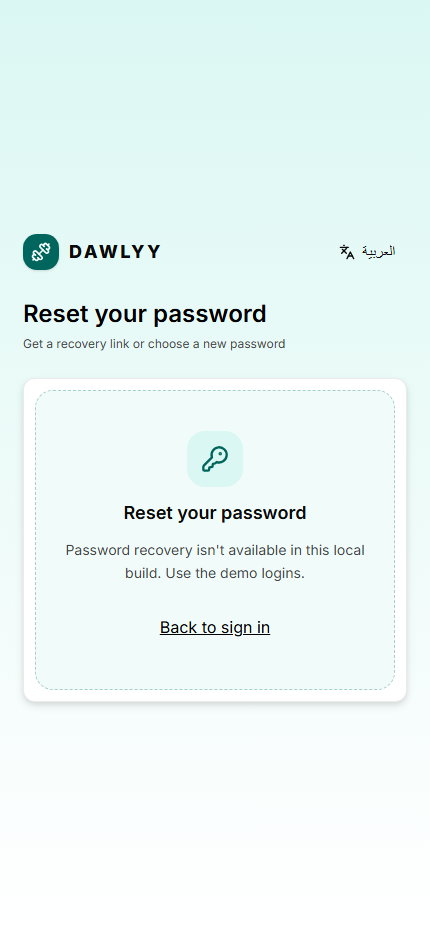 DAWLYY
العربية
Reset your password
Get a recovery link or choose a new password
Reset your password
Password recovery isn't available in this local
build. Use the demo logins.
Back to sign in